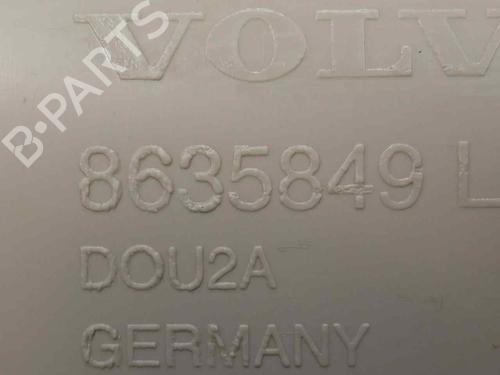 VOLV
8635849 L
DOU2A
GERMANY
B-PARTS